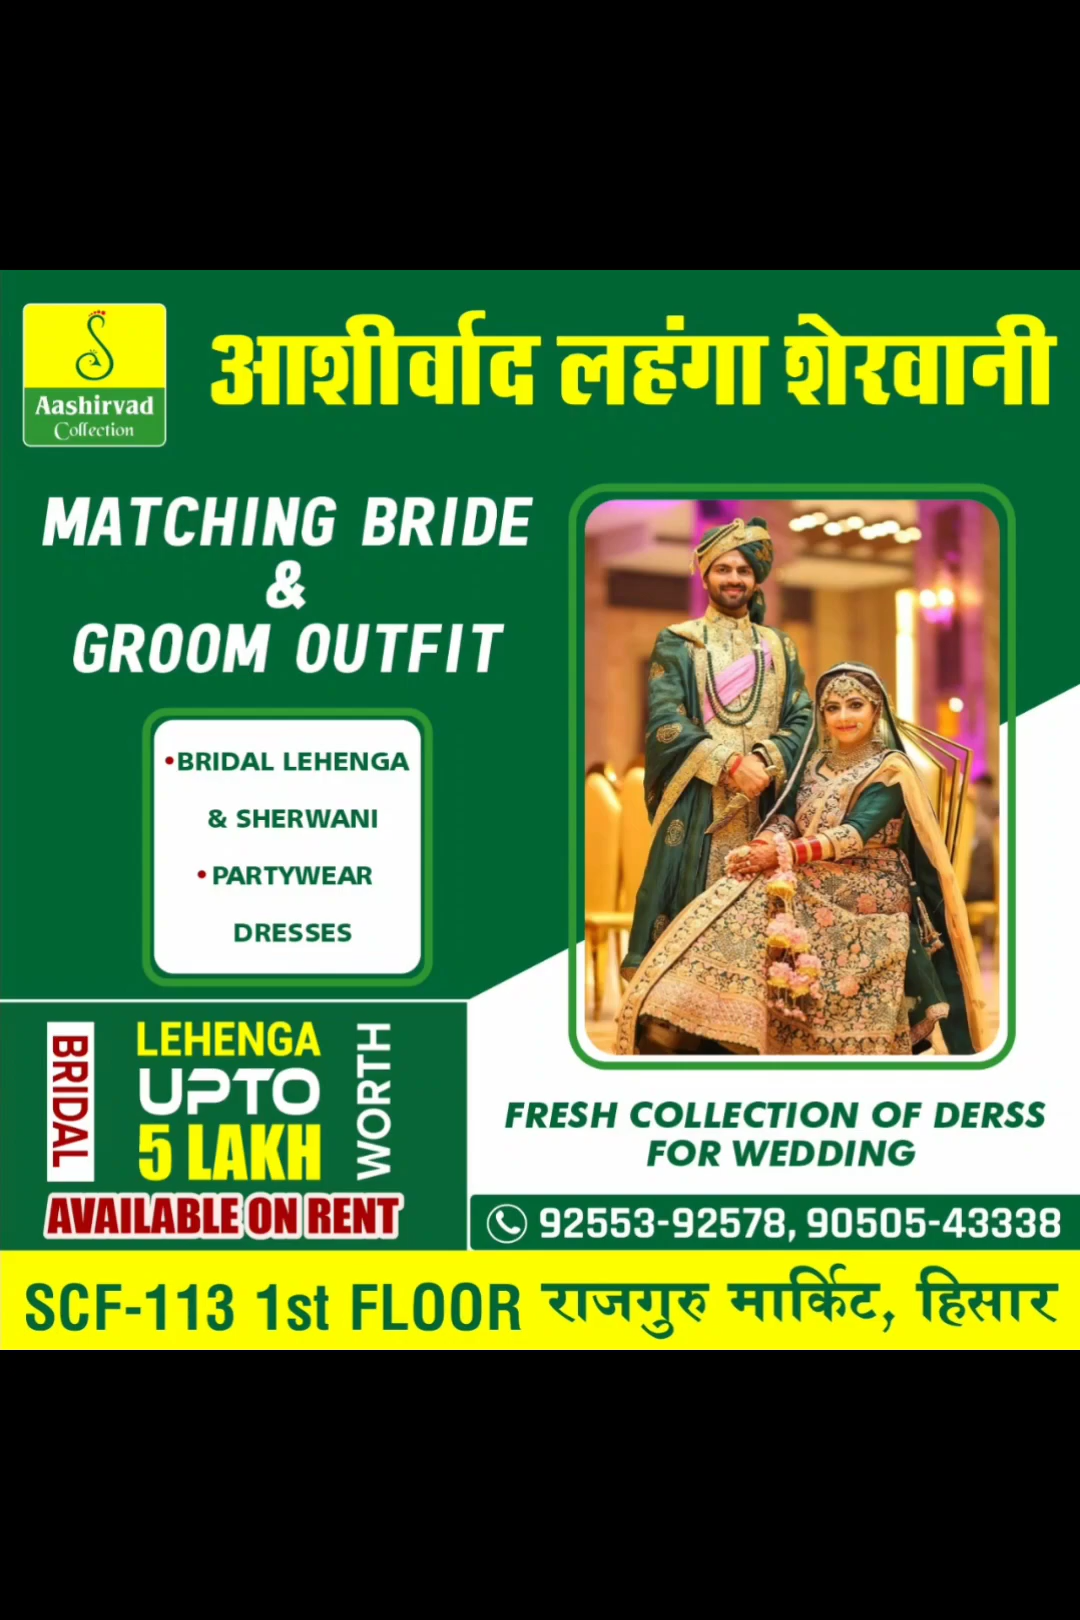 Aashirvad
Collection
आशीर्वाद लहंगा शेरवानी
MATCHING BRIDE
&
GROOM OUTFIT
•BRIDAL LEHENGA
& SHERWANI
•PARTYWEAR
DRESSES
BRIDAL
LEHENGA
UPTO
5 LAKH
WORTH
AVAILABLE ON RENT
FRESH COLLECTION OF DERSS
FOR WEDDING
92553-92578, 90505-43338
SCF-113 1st FLOOR राजगुरु मार्किट, हिसार